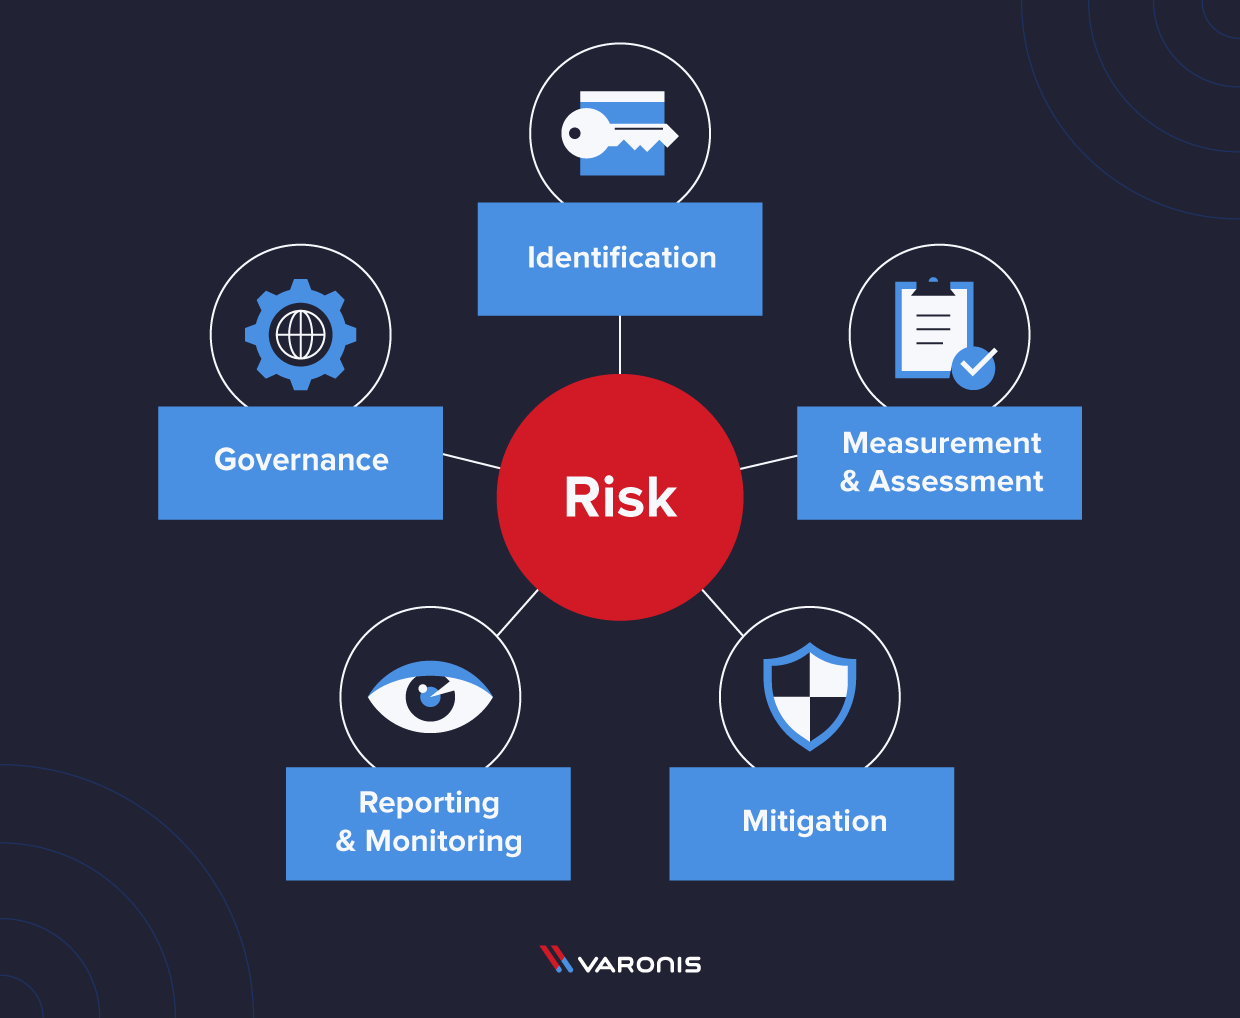 Identification
Governance
Measurement
& Assessment
Risk
Reporting
& Monitoring
Mitigation
VARONIS